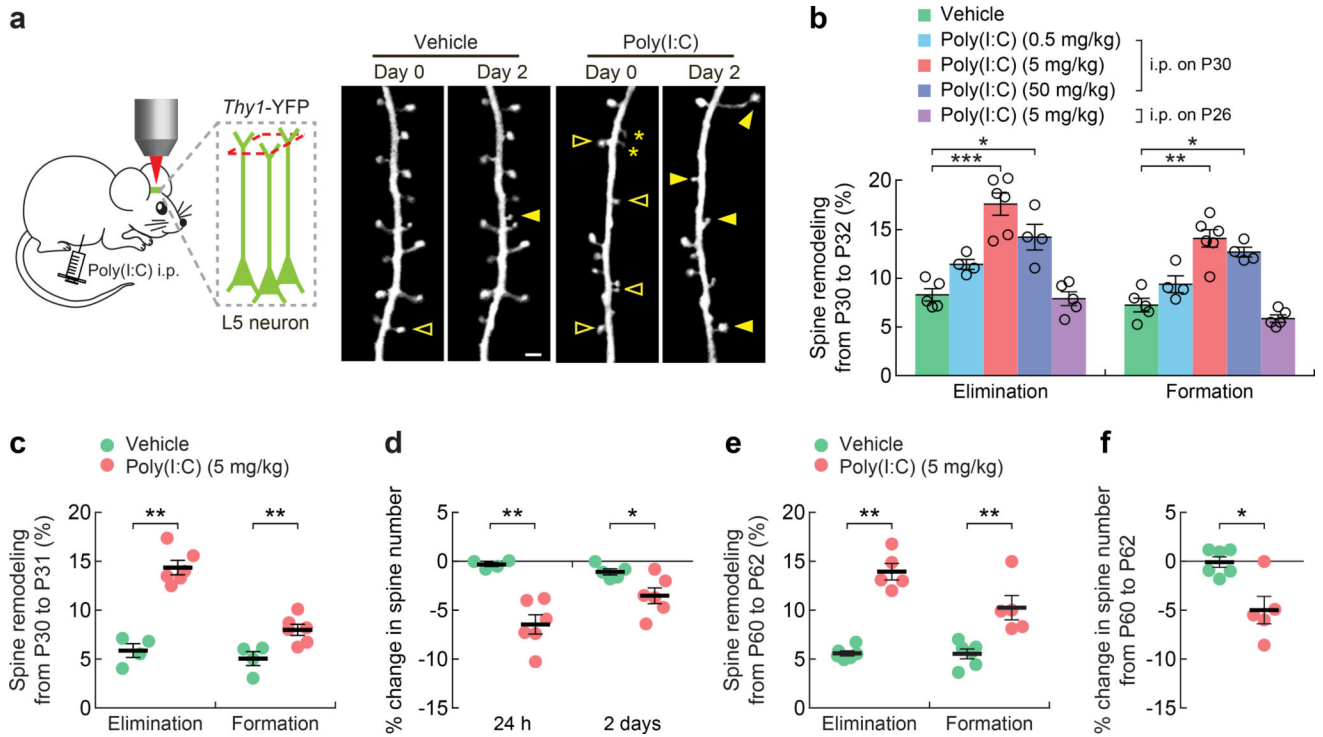 a
Vehicle
Poly(I:C)
Day 0
Day 2
Day 0
Day 2
Thy1-YFP
Poly(I:C) i.p.
L5 neuron
*
*
b
Vehicle
Poly(I:C) (0.5 mg/kg)
Poly(I:C) (5 mg/kg)
Poly(I:C) (50 mg/kg)
i.p. on P30
Poly(I:C) (5 mg/kg)
i.p. on P26
Spine remodeling
from P30 to P32 (%)
20
15
10
5
0
*
***
*
**
Elimination
Formation
c
Vehicle
Poly(I:C) (5 mg/kg)
Spine remodeling
from P30 to P31 (%)
20
15
10
5
0
**
**
Elimination
Formation
d
% change in spine number
5
0
-5
-10
-15
**
*
24 h
2 days
e
Vehicle
Poly(I:C) (5 mg/kg)
Spine remodeling
from P60 to P62 (%)
20
15
10
5
0
**
**
Elimination
Formation
f
% change in spine number
from P60 to P62
5
0
-5
-10
-15
*